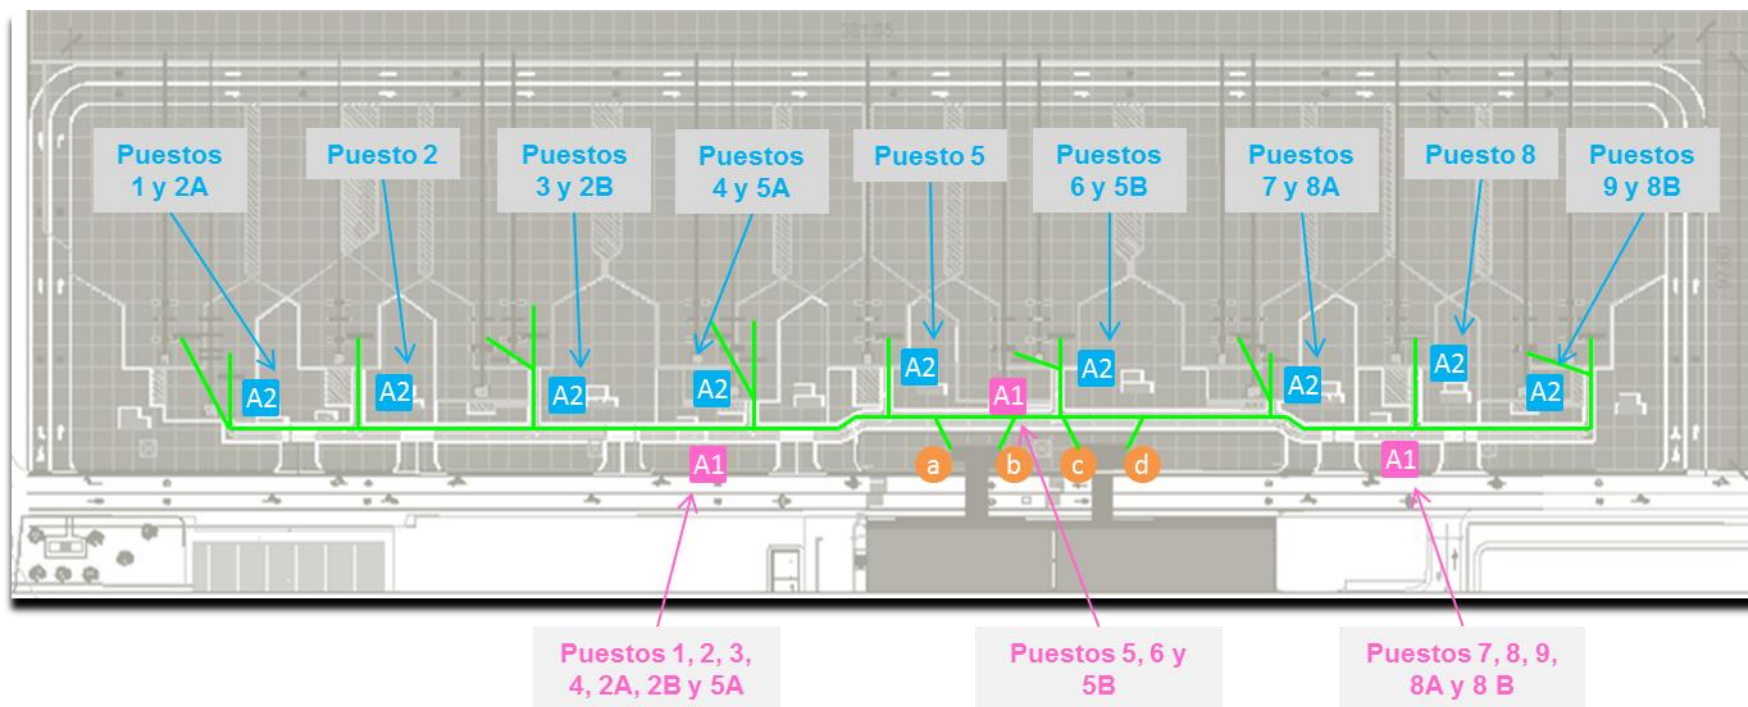 391.65
Puestos
1 y 2A
Puesto 2
Puestos
3 y 2B
Puestos
4 y 5A
Puesto 5
Puestos
6 y 5B
Puestos
7 y 8A
Puesto 8
Puestos
9 y 8B
A2
A2
A2
A2
A2
A2
A2
A2
A2
A1
A1
A1
a
b
c
d
Puestos 1, 2, 3,
4, 2A, 2B y 5A
Puestos 5, 6 y
5B
Puestos 7, 8, 9,
8A y 8 B